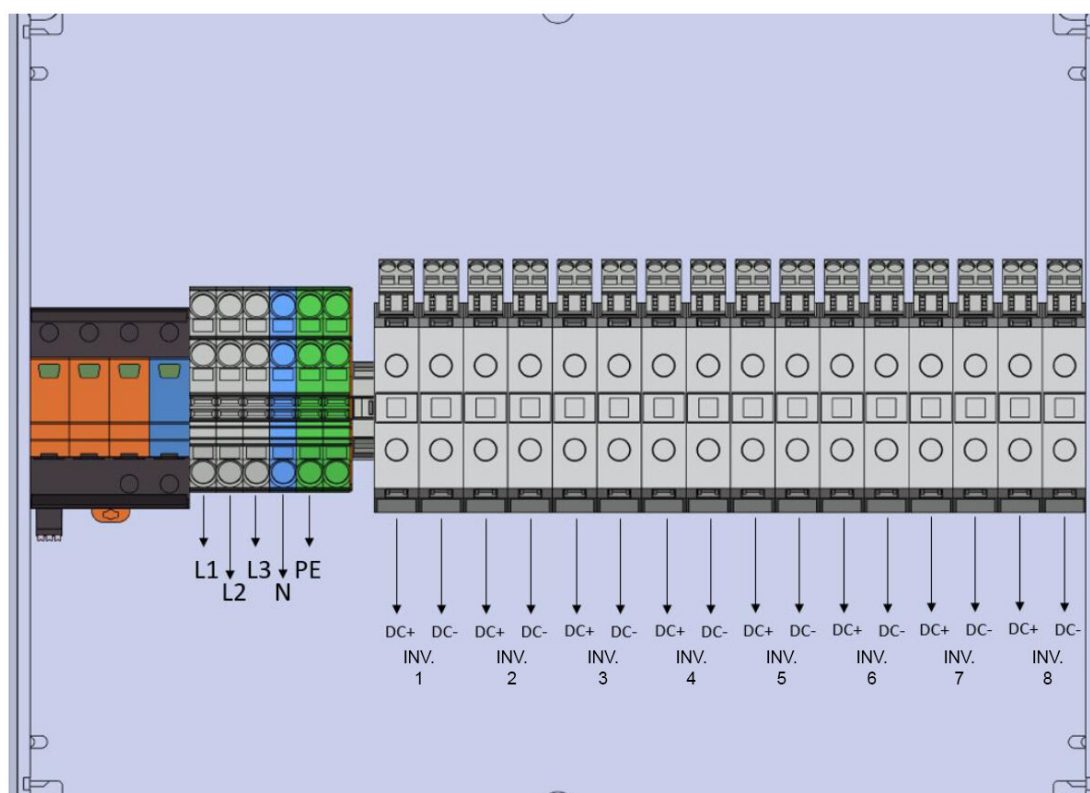 L1 L3 PE
L2 N
DC+ DC- DC+ DC- DC+ DC- DC+ DC- DC+ DC- DC+ DC- DC+ DC- DC+ DC-
INV. INV. INV. INV. INV. INV. INV. INV.
1 2 3 4 5 6 7 8